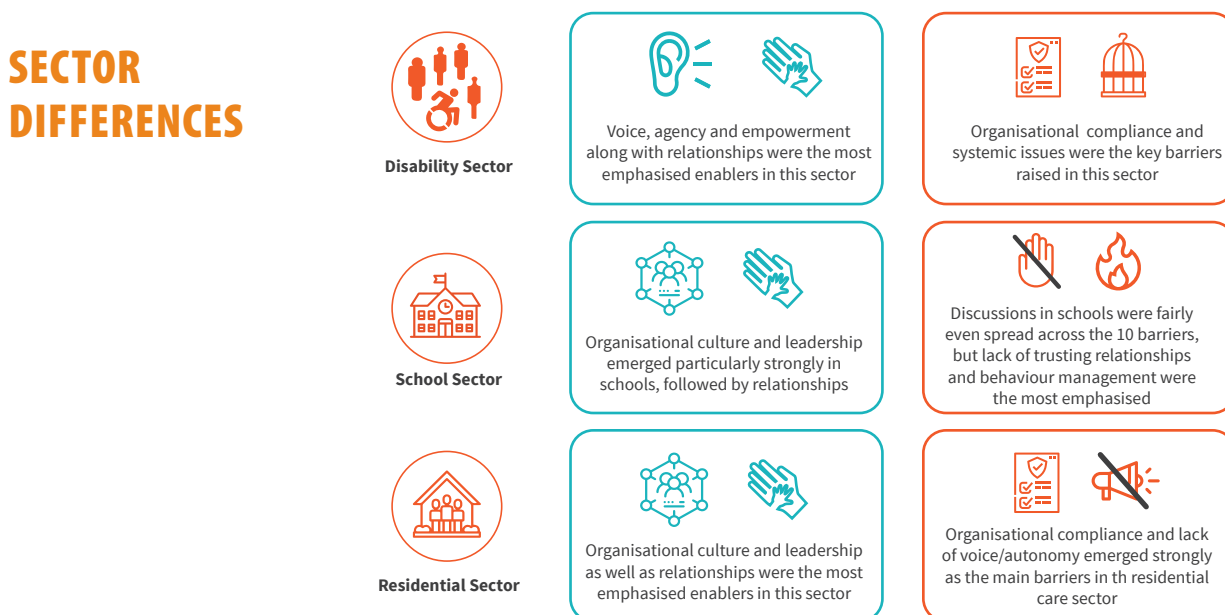 SECTOR
DIFFERENCES
Disability Sector
Voice, agency and empowerment
along with relationships were the most
emphasised enablers in this sector
Organisational compliance and
systemic issues were the key barriers
raised in this sector
School Sector
Organisational culture and leadership
emerged particularly strongly in
schools, followed by relationships
Discussions in schools were fairly
even spread across the 10 barriers,
but lack of trusting relationships
and behaviour management were
the most emphasised
Residential Sector
Organisational culture and leadership
as well as relationships were the most
emphasised enablers in this sector
Organisational compliance and lack
of voice/autonomy emerged strongly
as the main barriers in th residential
care sector